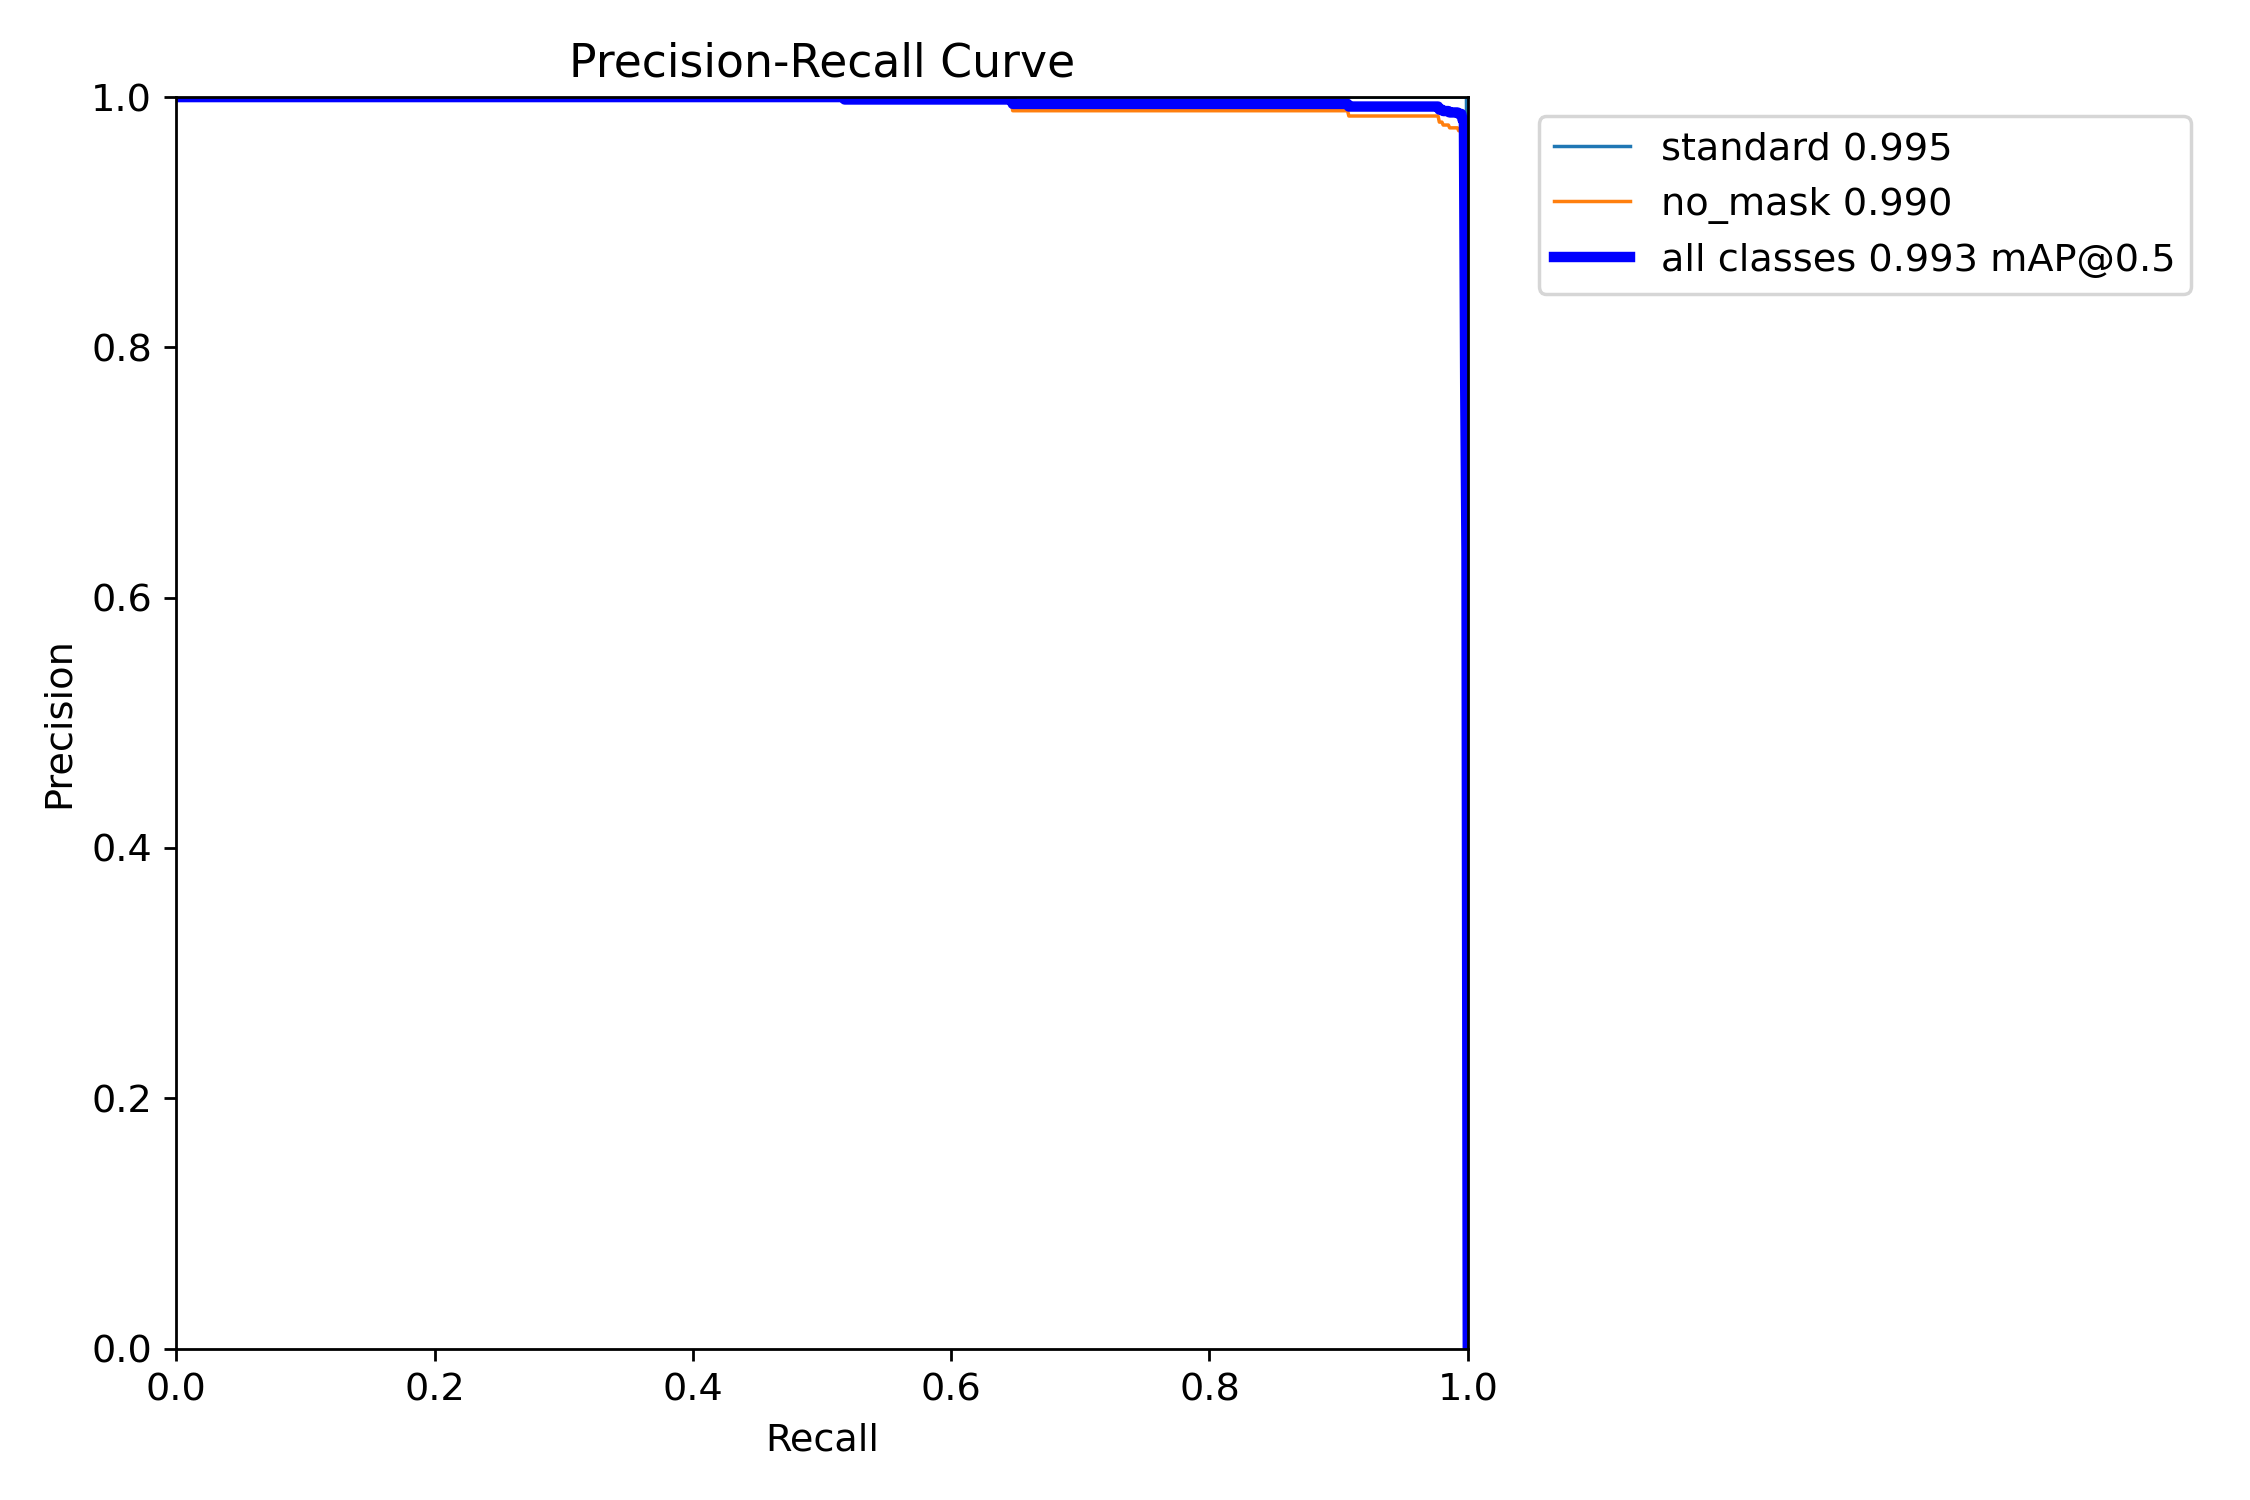 Precision-Recall Curve
1.0
0.8
0.6
0.4
0.2
0.0
Precision
0.0 0.2 0.4 0.6 0.8 1.0
Recall
standard 0.995
no_mask 0.990
all classes 0.993 mAP@0.5